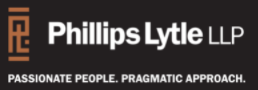 Phillips Lytle LLP
PASSIONATE PEOPLE. PRAGMATIC APPROACH.